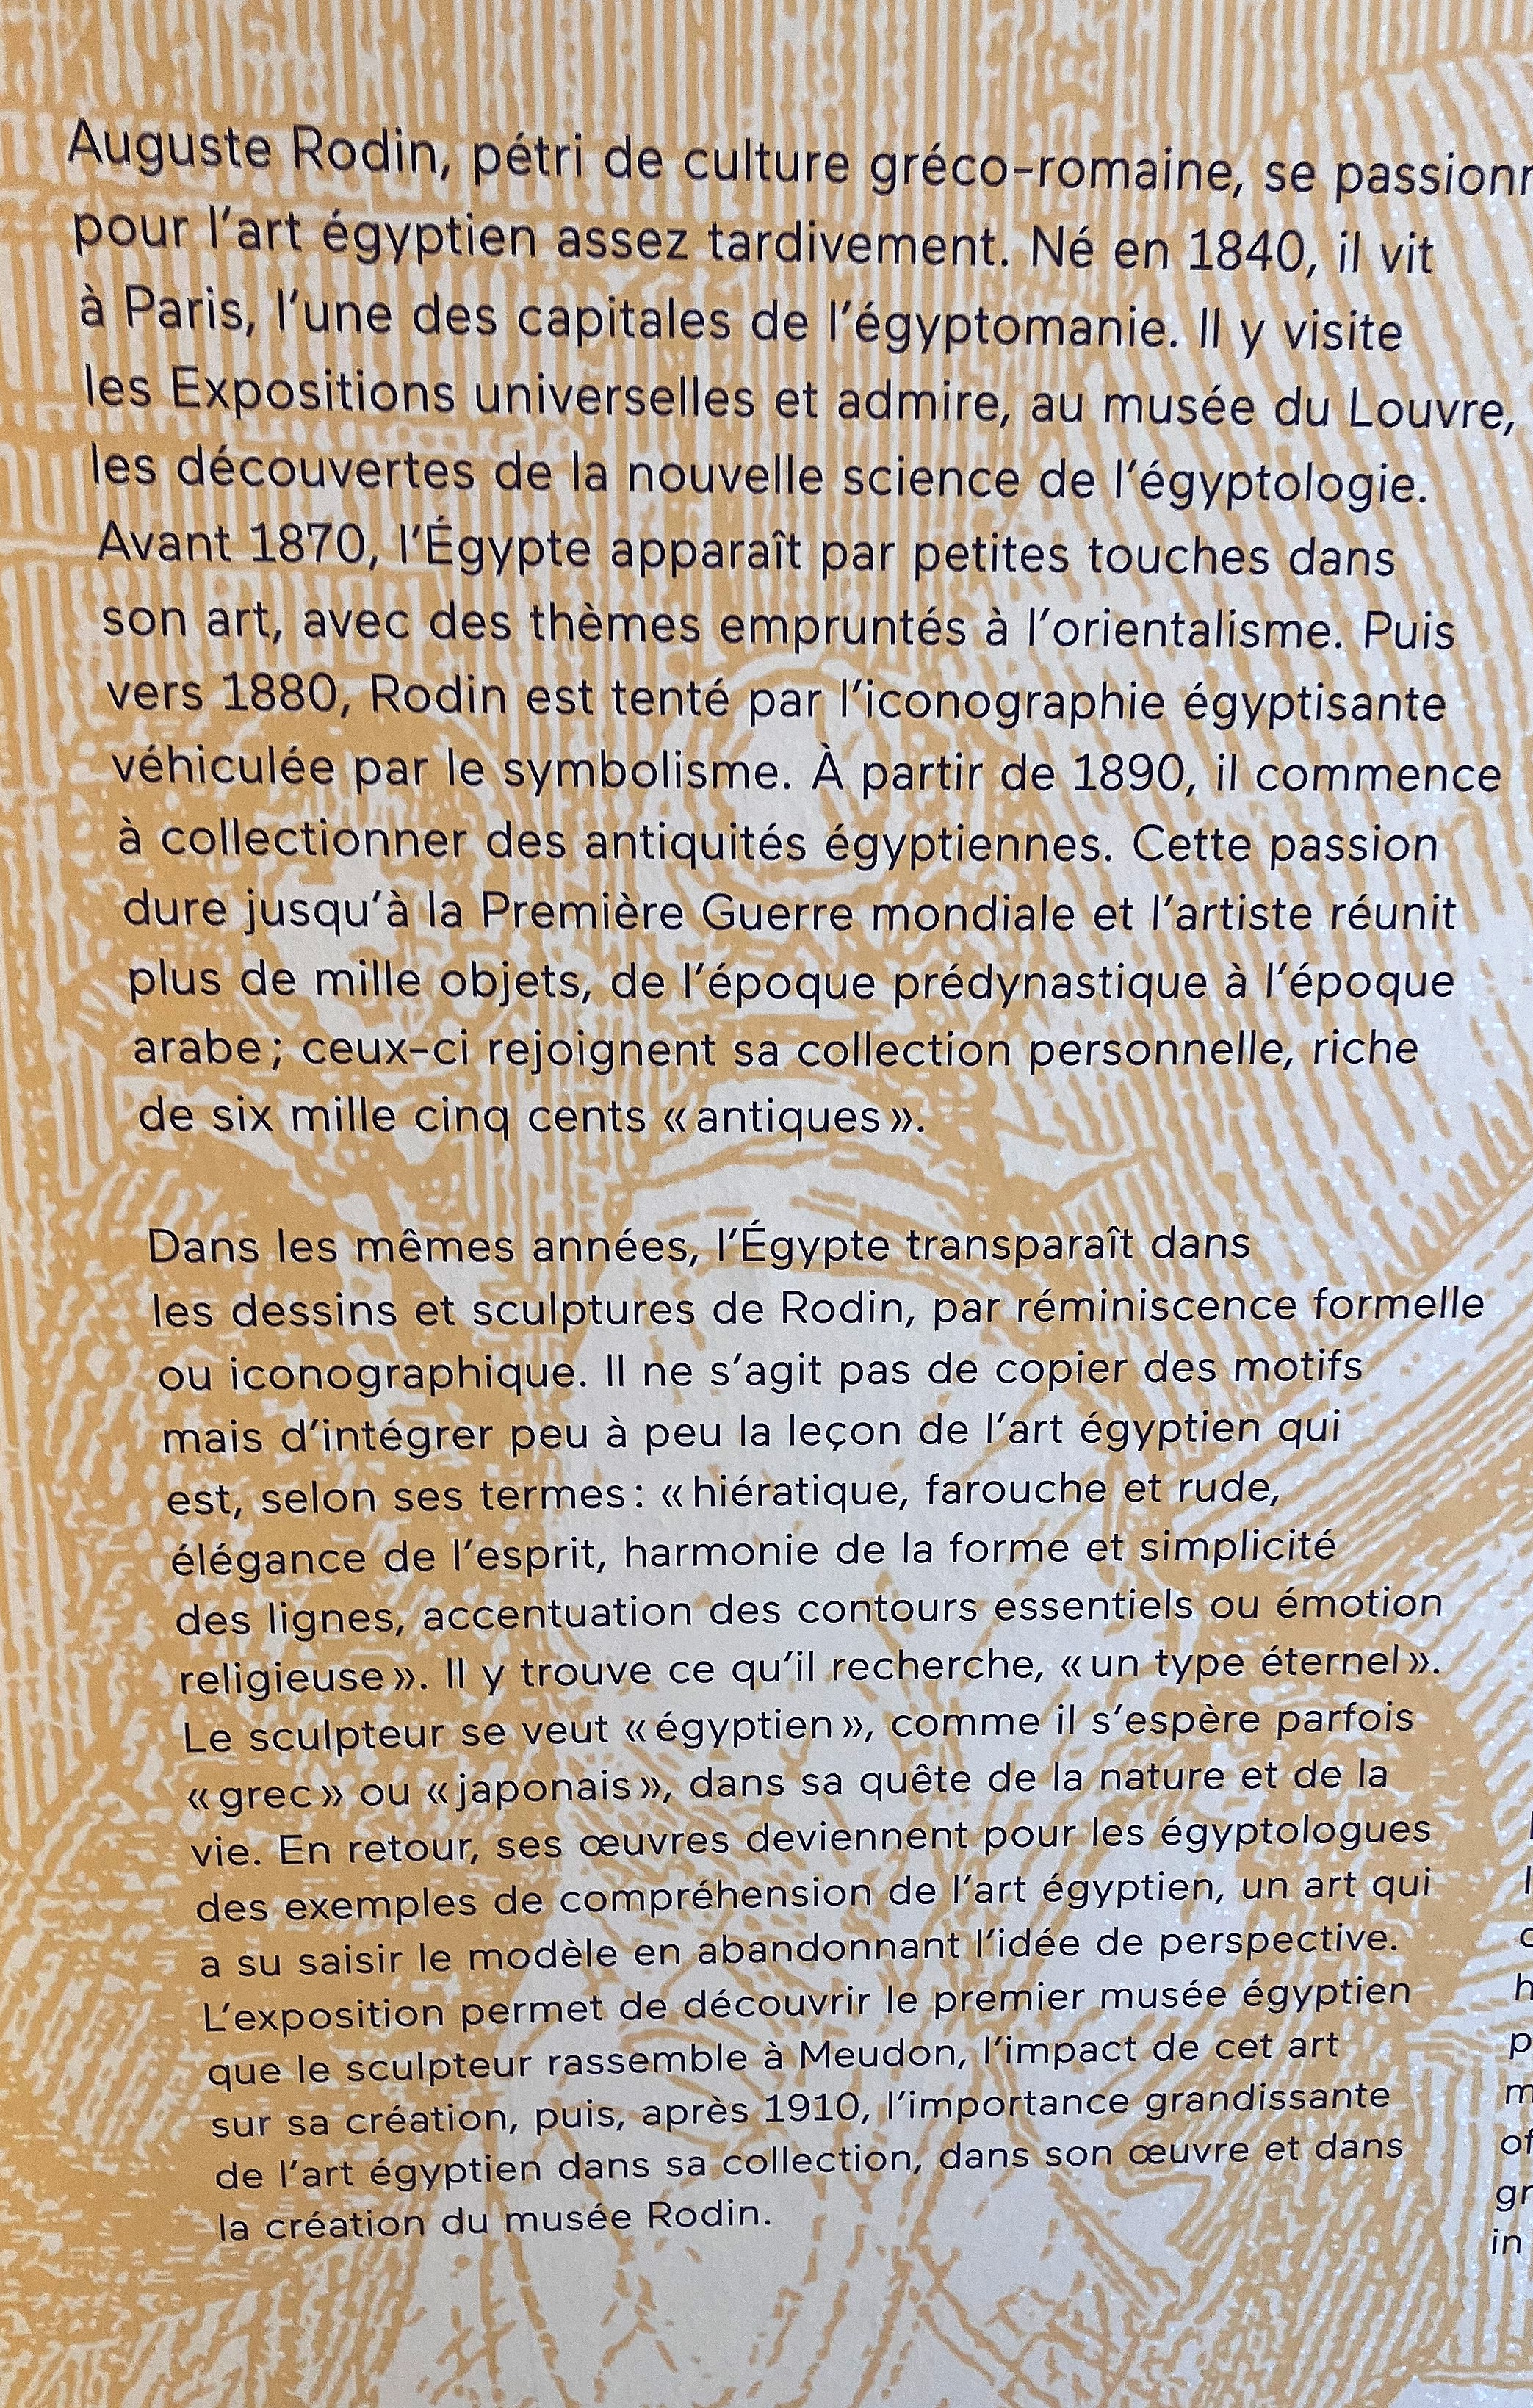 Auguste Rodin, pétri de culture gréco-romaine, se
pour l'art égyptien assez tardivement. Né en 1840, il vit
à Paris, l'une des capitales de l'égyptomanie. Il y visite
les Expositions universelles et admire, au musée du Louvre,
les découvertes de la nouvelle science de l'égyptologie.
Avant 1870, l'Égypte apparaît par petites touches dans
son art, avec des thèmes empruntés à l'orientalisme. Puis
vers 1880, Rodin est tenté par l'iconographie égyptisante
véhiculée par le symbolisme. À partir de 1890, il commence
à collectionner des antiquités égyptiennes. Cette passion
dure jusqu'à la Première Guerre mondiale et l'artiste réunit
plus de mille objets, de l'époque prédynastique à l'époque
arabe ; ceux-ci rejoignent sa collection personnelle, riche
de six mille cinq cents « antiques ».
Dans les mêmes années, l'Égypte transparaît dans
les dessins et sculptures de Rodin, par réminiscence formelle
ou iconographique. Il ne s'agit pas de copier des motifs
mais d'intégrer peu à peu la leçon de l'art égyptien qui
est, selon ses termes : « hiératique, farouche et rude,
élégance de l'esprit, harmonie de la forme et simplicité
des lignes, accentuation des contours essentiels ou émotion
religieuse ». Il y trouve ce qu'il recherche, « un type éternel ».
Le sculpteur se veut « égyptien », comme il s'espère parfois
« grec » ou « japonais », dans sa quête de la nature et de la
vie. En retour, ses œuvres deviennent pour les égyptologues
des exemples de compréhension de l'art égyptien, un art qui
a su saisir le modèle en abandonnant l'idée de perspective.
L'exposition permet de découvrir le premier musée égyptien
que le sculpteur rassemble à Meudon, l'impact de cet art
sur sa création, puis, après 1910, l'importance grandissante
de l'art égyptien dans sa collection, dans son œuvre et dans
la création du musée Rodin.
in